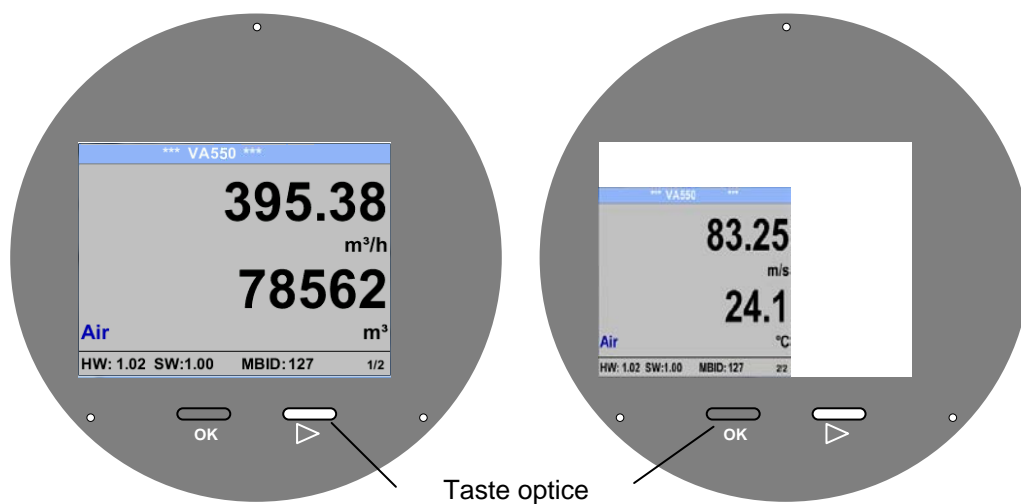 *** VA550 ***
395.38
m³/h
78562
Air m³
HW: 1.02 SW:1.00 MBID: 127 1/2
OK
*** VA550 ***
83.25
m/s
24.1
Air °C
HW: 1.02 SW:1.00 MBID: 127 2/2
OK
Taste optice